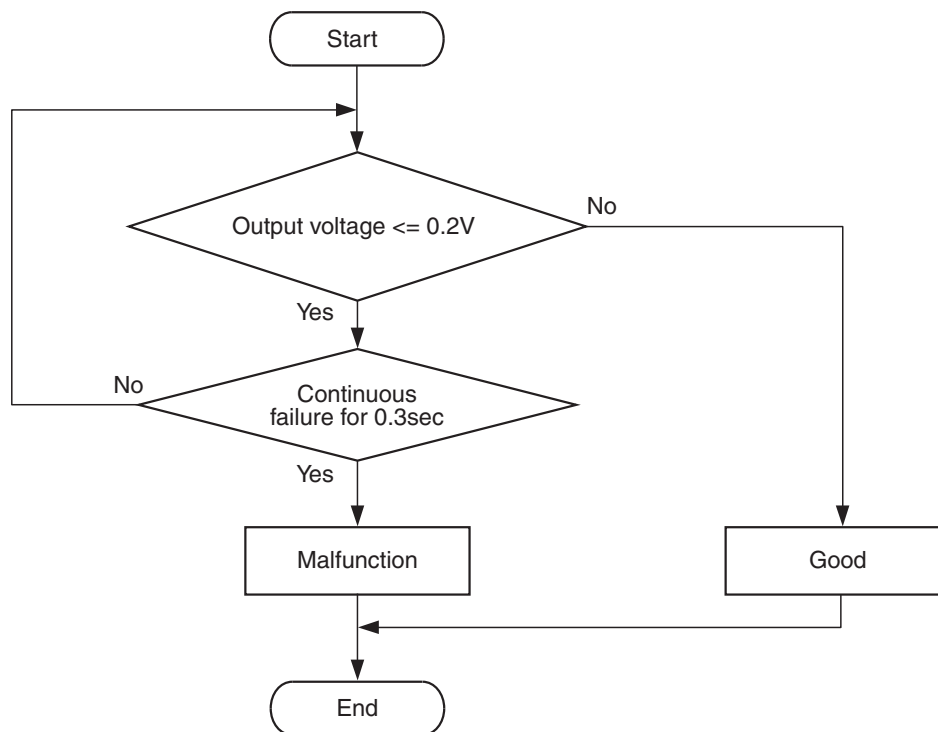 Start
Output voltage <= 0.2V
No
Yes
No
Continuous
failure for 0.3sec
Yes
Malfunction
Good
End